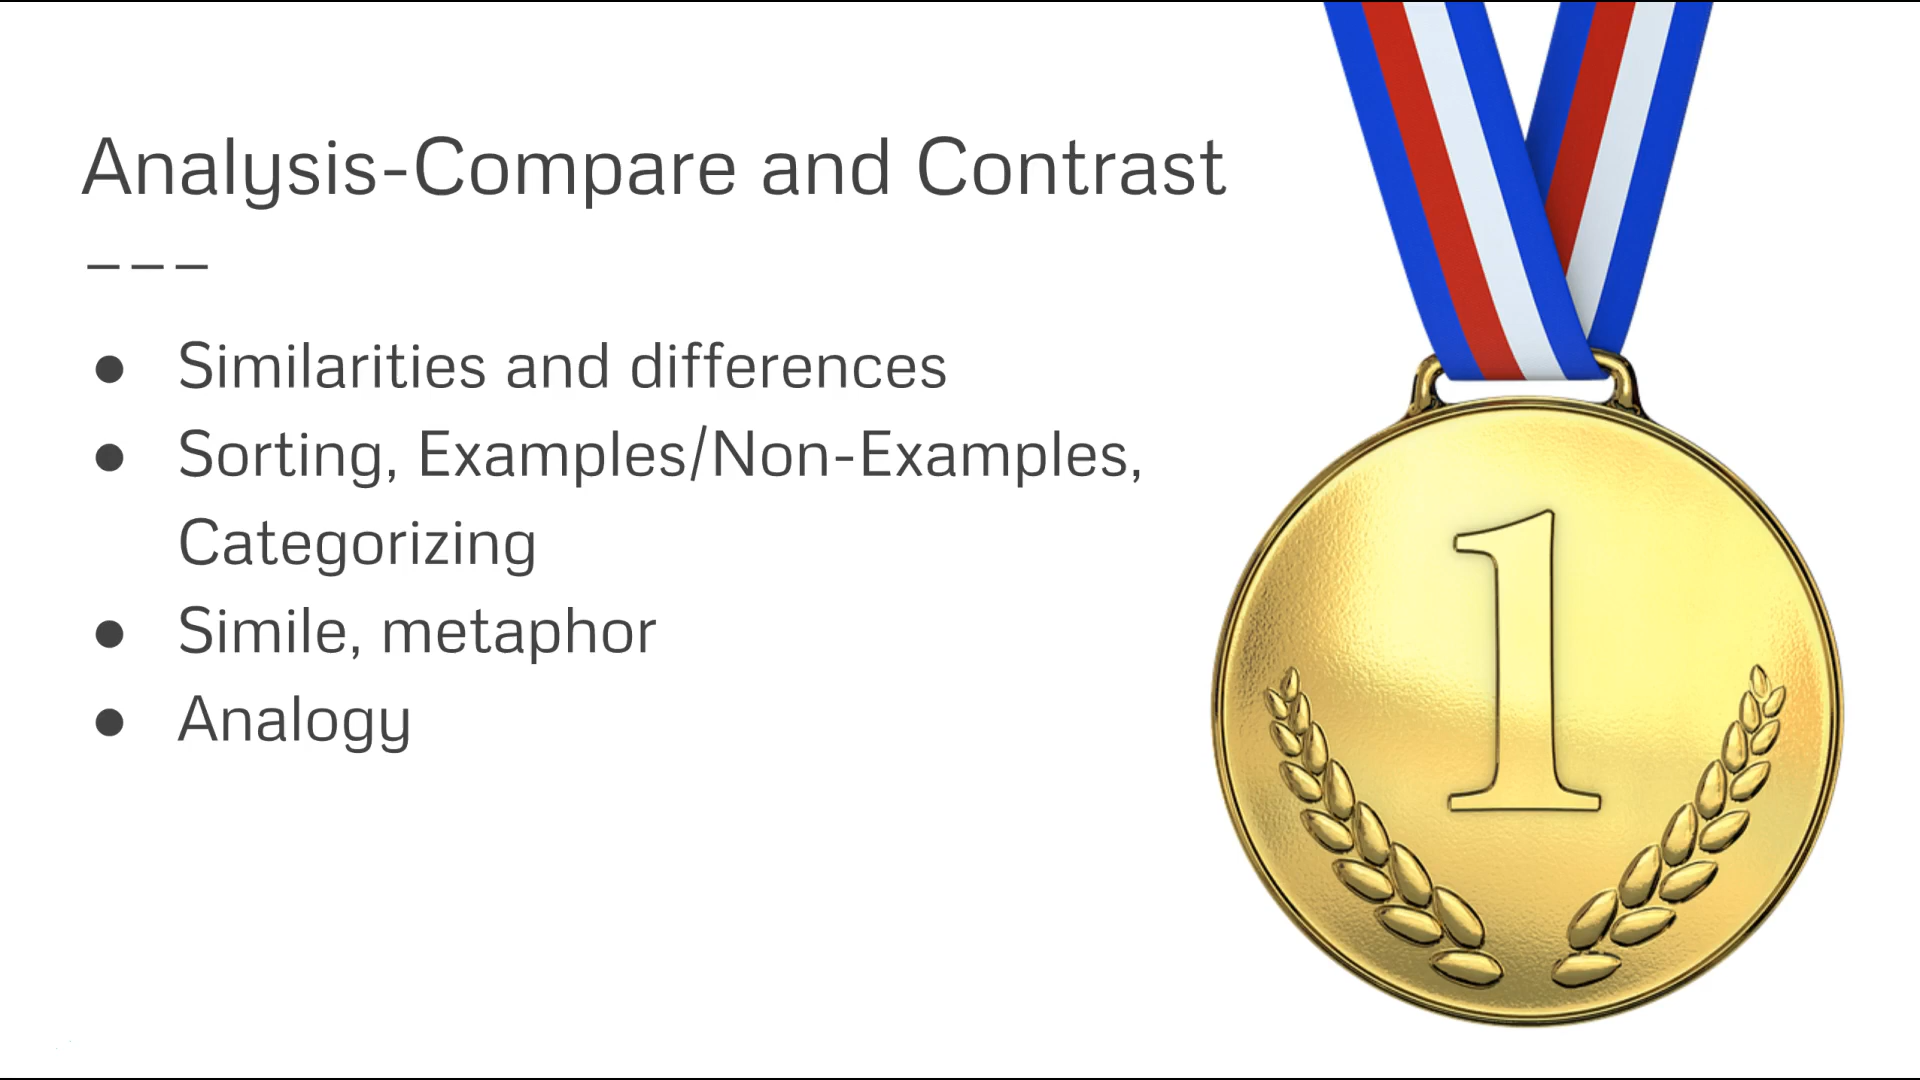 Analysis-Compare and Contrast
– – –
● Similarities and differences
● Sorting, Examples/Non-Examples,
Categorizing
● Simile, metaphor
● Analogy
1